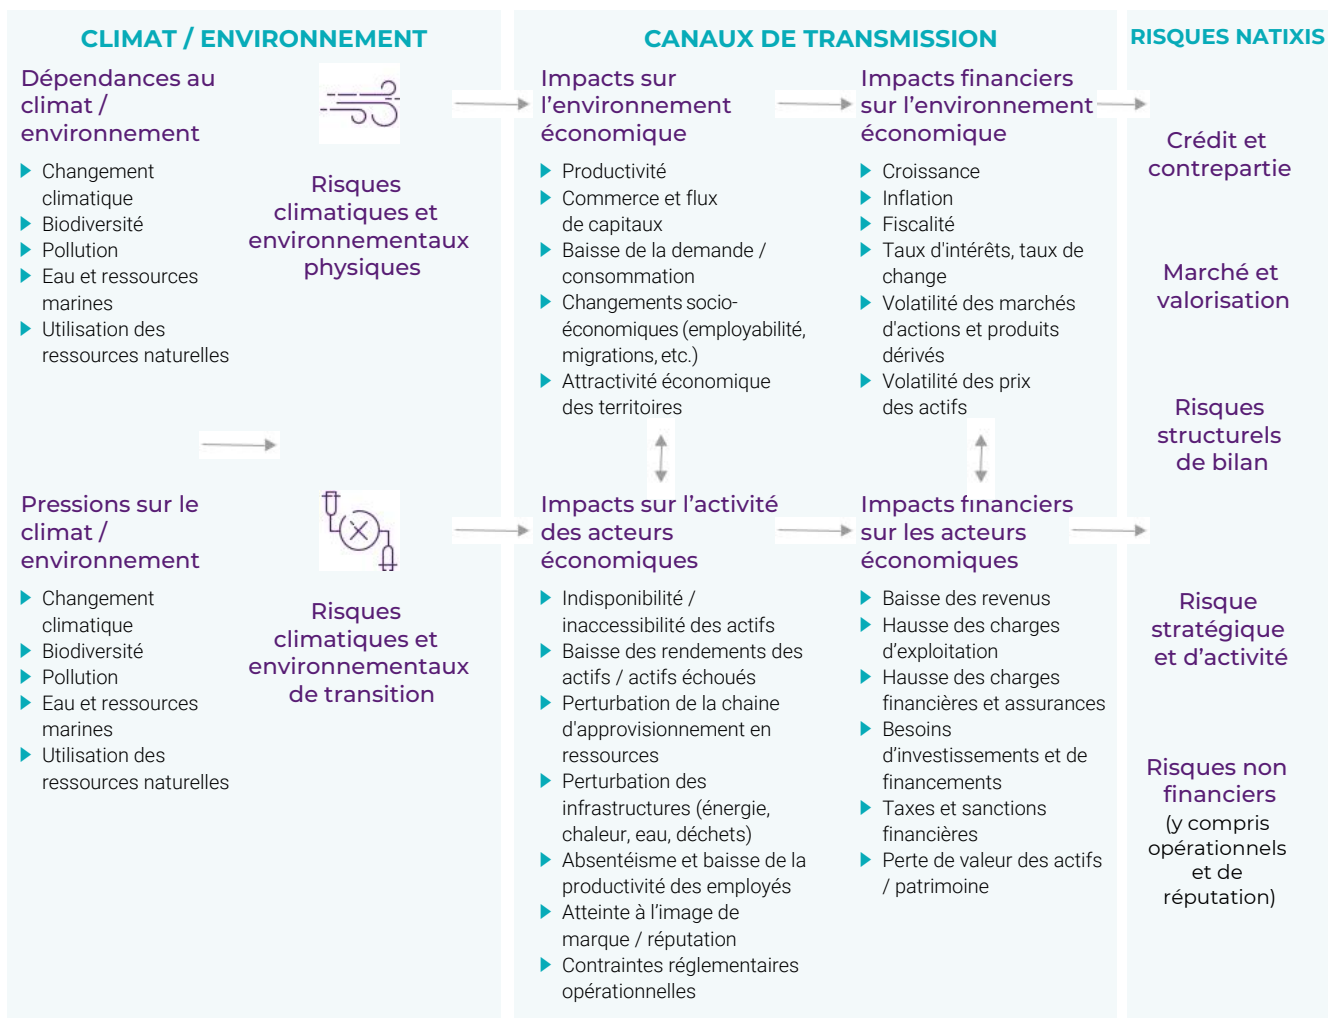 CLIMAT / ENVIRONNEMENT
Dépendances au
climat /
environnement
Changement
climatique
Biodiversité
Pollution
Eau et ressources
marines
Utilisation des
ressources naturelles
Risques
climatiques et
environnementaux
physiques
Pressions sur le
climat /
environnement
Changement
climatique
Biodiversité
Pollution
Eau et ressources
marines
Utilisation des
ressources naturelles
Risques
climatiques et
environnementaux
de transition
CANAUX DE TRANSMISSION
Impacts sur
l'environnement
économique
Productivité
Commerce et flux
de capitaux
Baisse de la demande /
consommation
Changements socio-
économiques (employabilité,
migrations, etc.)
Attractivité économique
des territoires
Impacts financiers
sur l'environnement
économique
Croissance
Inflation
Fiscalité
Taux d'intérêts, taux de
change
Volatilité des marchés
d'actions et produits
dérivés
Volatilité des prix
des actifs
Impacts sur l'activité
des acteurs
économiques
Indisponibilité /
inaccessibilité des actifs
Baisse des rendements des
actifs / actifs échoués
Perturbation de la chaine
d'approvisionnement en
ressources
Perturbation des
infrastructures (énergie,
chaleur, eau, déchets)
Absentéisme et baisse de la
productivité des employés
Atteinte à l'image de
marque / réputation
Contraintes réglementaires
opérationnelles
Impacts financiers
sur les acteurs
économiques
Baisse des revenus
Hausse des charges
d'exploitation
Hausse des charges
financières et assurances
Besoins
d'investissements et de
financements
Taxes et sanctions
financières
Perte de valeur des actifs
/ patrimoine
RISQUES NATIXIS
Crédit et
contrepartie
Marché et
valorisation
Risques
structurels
de bilan
Risque
stratégique
et d'activité
Risques non
financiers
(y compris
opérationnels
et de
réputation)